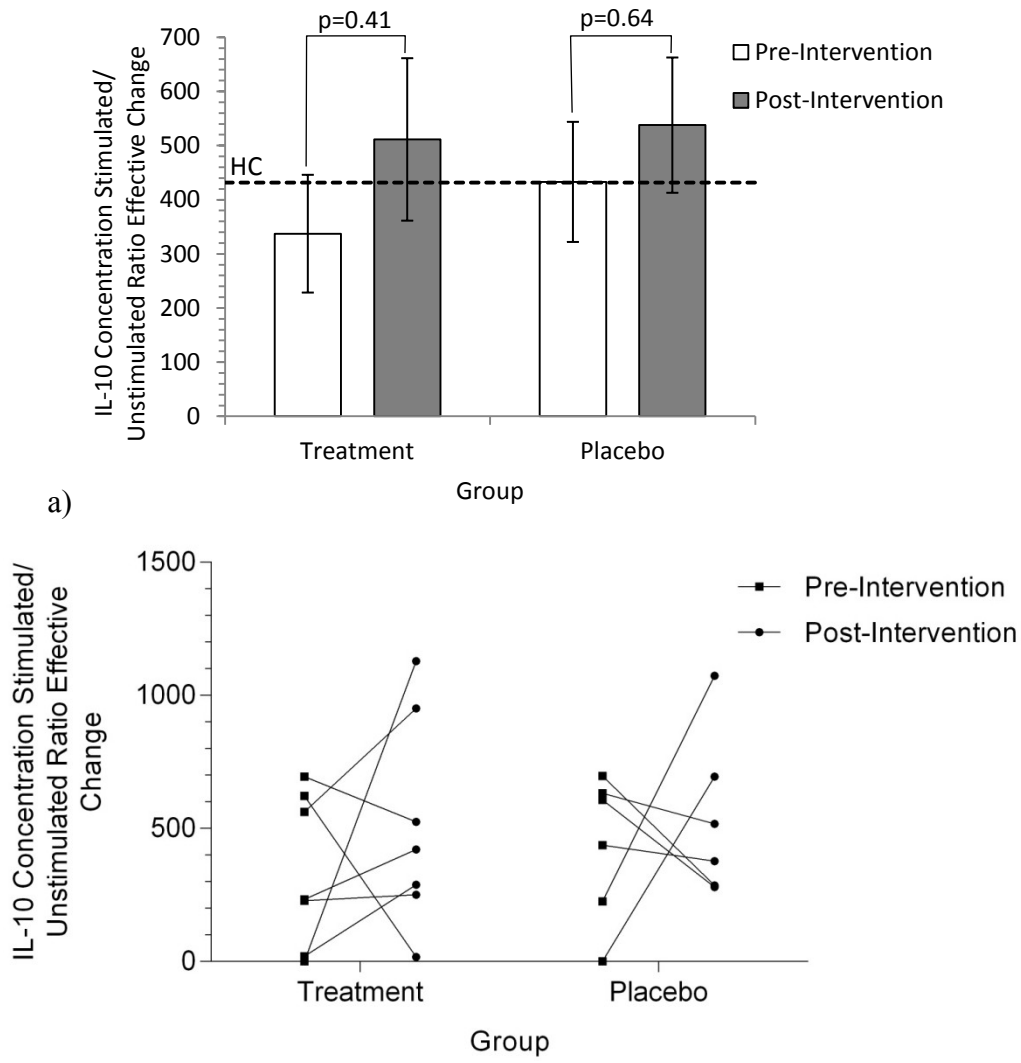 p=0.41
p=0.64
700
600
500
400
300
200
100
0
IL-10 Concentration Stimulated/
Unstimulated Ratio Effective Change
HC
Pre-Intervention
Post-Intervention
Treatment
Placebo
Group
a)
1500
1000
500
0
IL-10 Concentration Stimulated/
Unstimulated Ratio Effective
Change
Pre-Intervention
Post-Intervention
Treatment
Placebo
Group